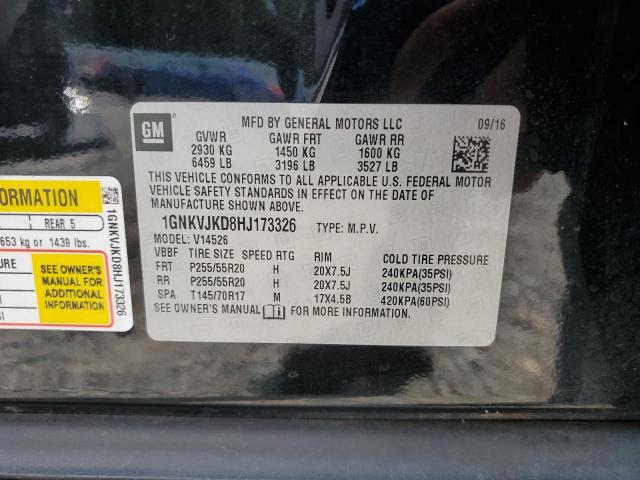 GM
MFD BY GENERAL MOTORS LLC
09/16
GVWR GAWR FRT GAWR RR
2930 KG 1450 KG 1600 KG
6459 LB 3196 LB 3527 LB
THIS VEHICLE CONFORMS TO ALL APPLICABLE U.S. FEDERAL MOTOR
VEHICLE SAFETY STANDARDS IN EFFECT ON THE DATE OF
MANUFACTURE SHOWN ABOVE.
1GNKVJKD8HJ173326 TYPE: M.P.V.
MODEL: V14526
VBBF TIRE SIZE SPEED RTG RIM COLD TIRE PRESSURE
FRT P255/55R20 H 20X7.5J 240KPA(35PSI)
RR P255/55R20 H 20X7.5J 240KPA(35PSI)
SPA T145/70R17 M 17X4.5B 420KPA(60PSI)
SEE OWNER'S MANUAL FOR MORE INFORMATION.
FORMATION
REAR 5
653 kg or 1439 lbs.
SEE OWNER'S
MANUAL FOR
ADDITIONAL
INFORMATION
1GNKVJKD8HJ173326